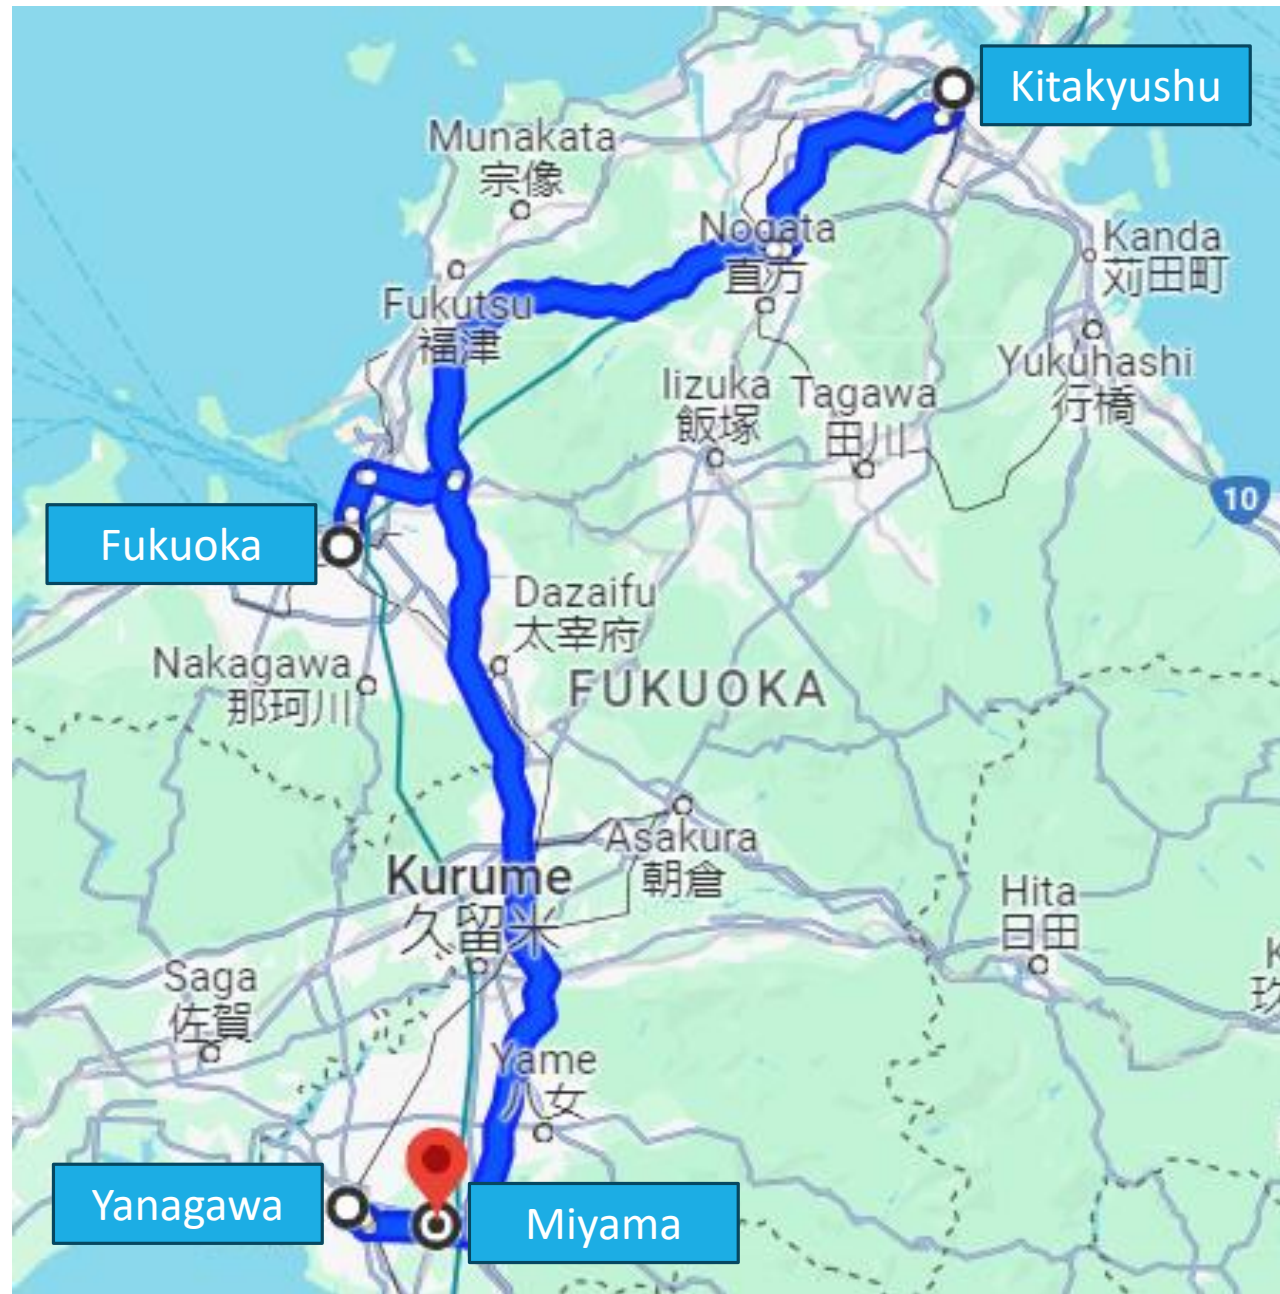 Kitakyushu
Munakata
宗像
Nogata
直方
Kanda
苅田町
Fukutsu
福津
Yukuhashi
行橋
Iizuka
飯塚
Tagawa
田川
10
Fukuoka
Dazaifu
太宰府
Nakagawa
那珂川
FUKUOKA
Asakura
朝倉
Kurume
久留米
Hita
日田
K
玖
Saga
佐賀
Yame
八女
Yanagawa
Miyama